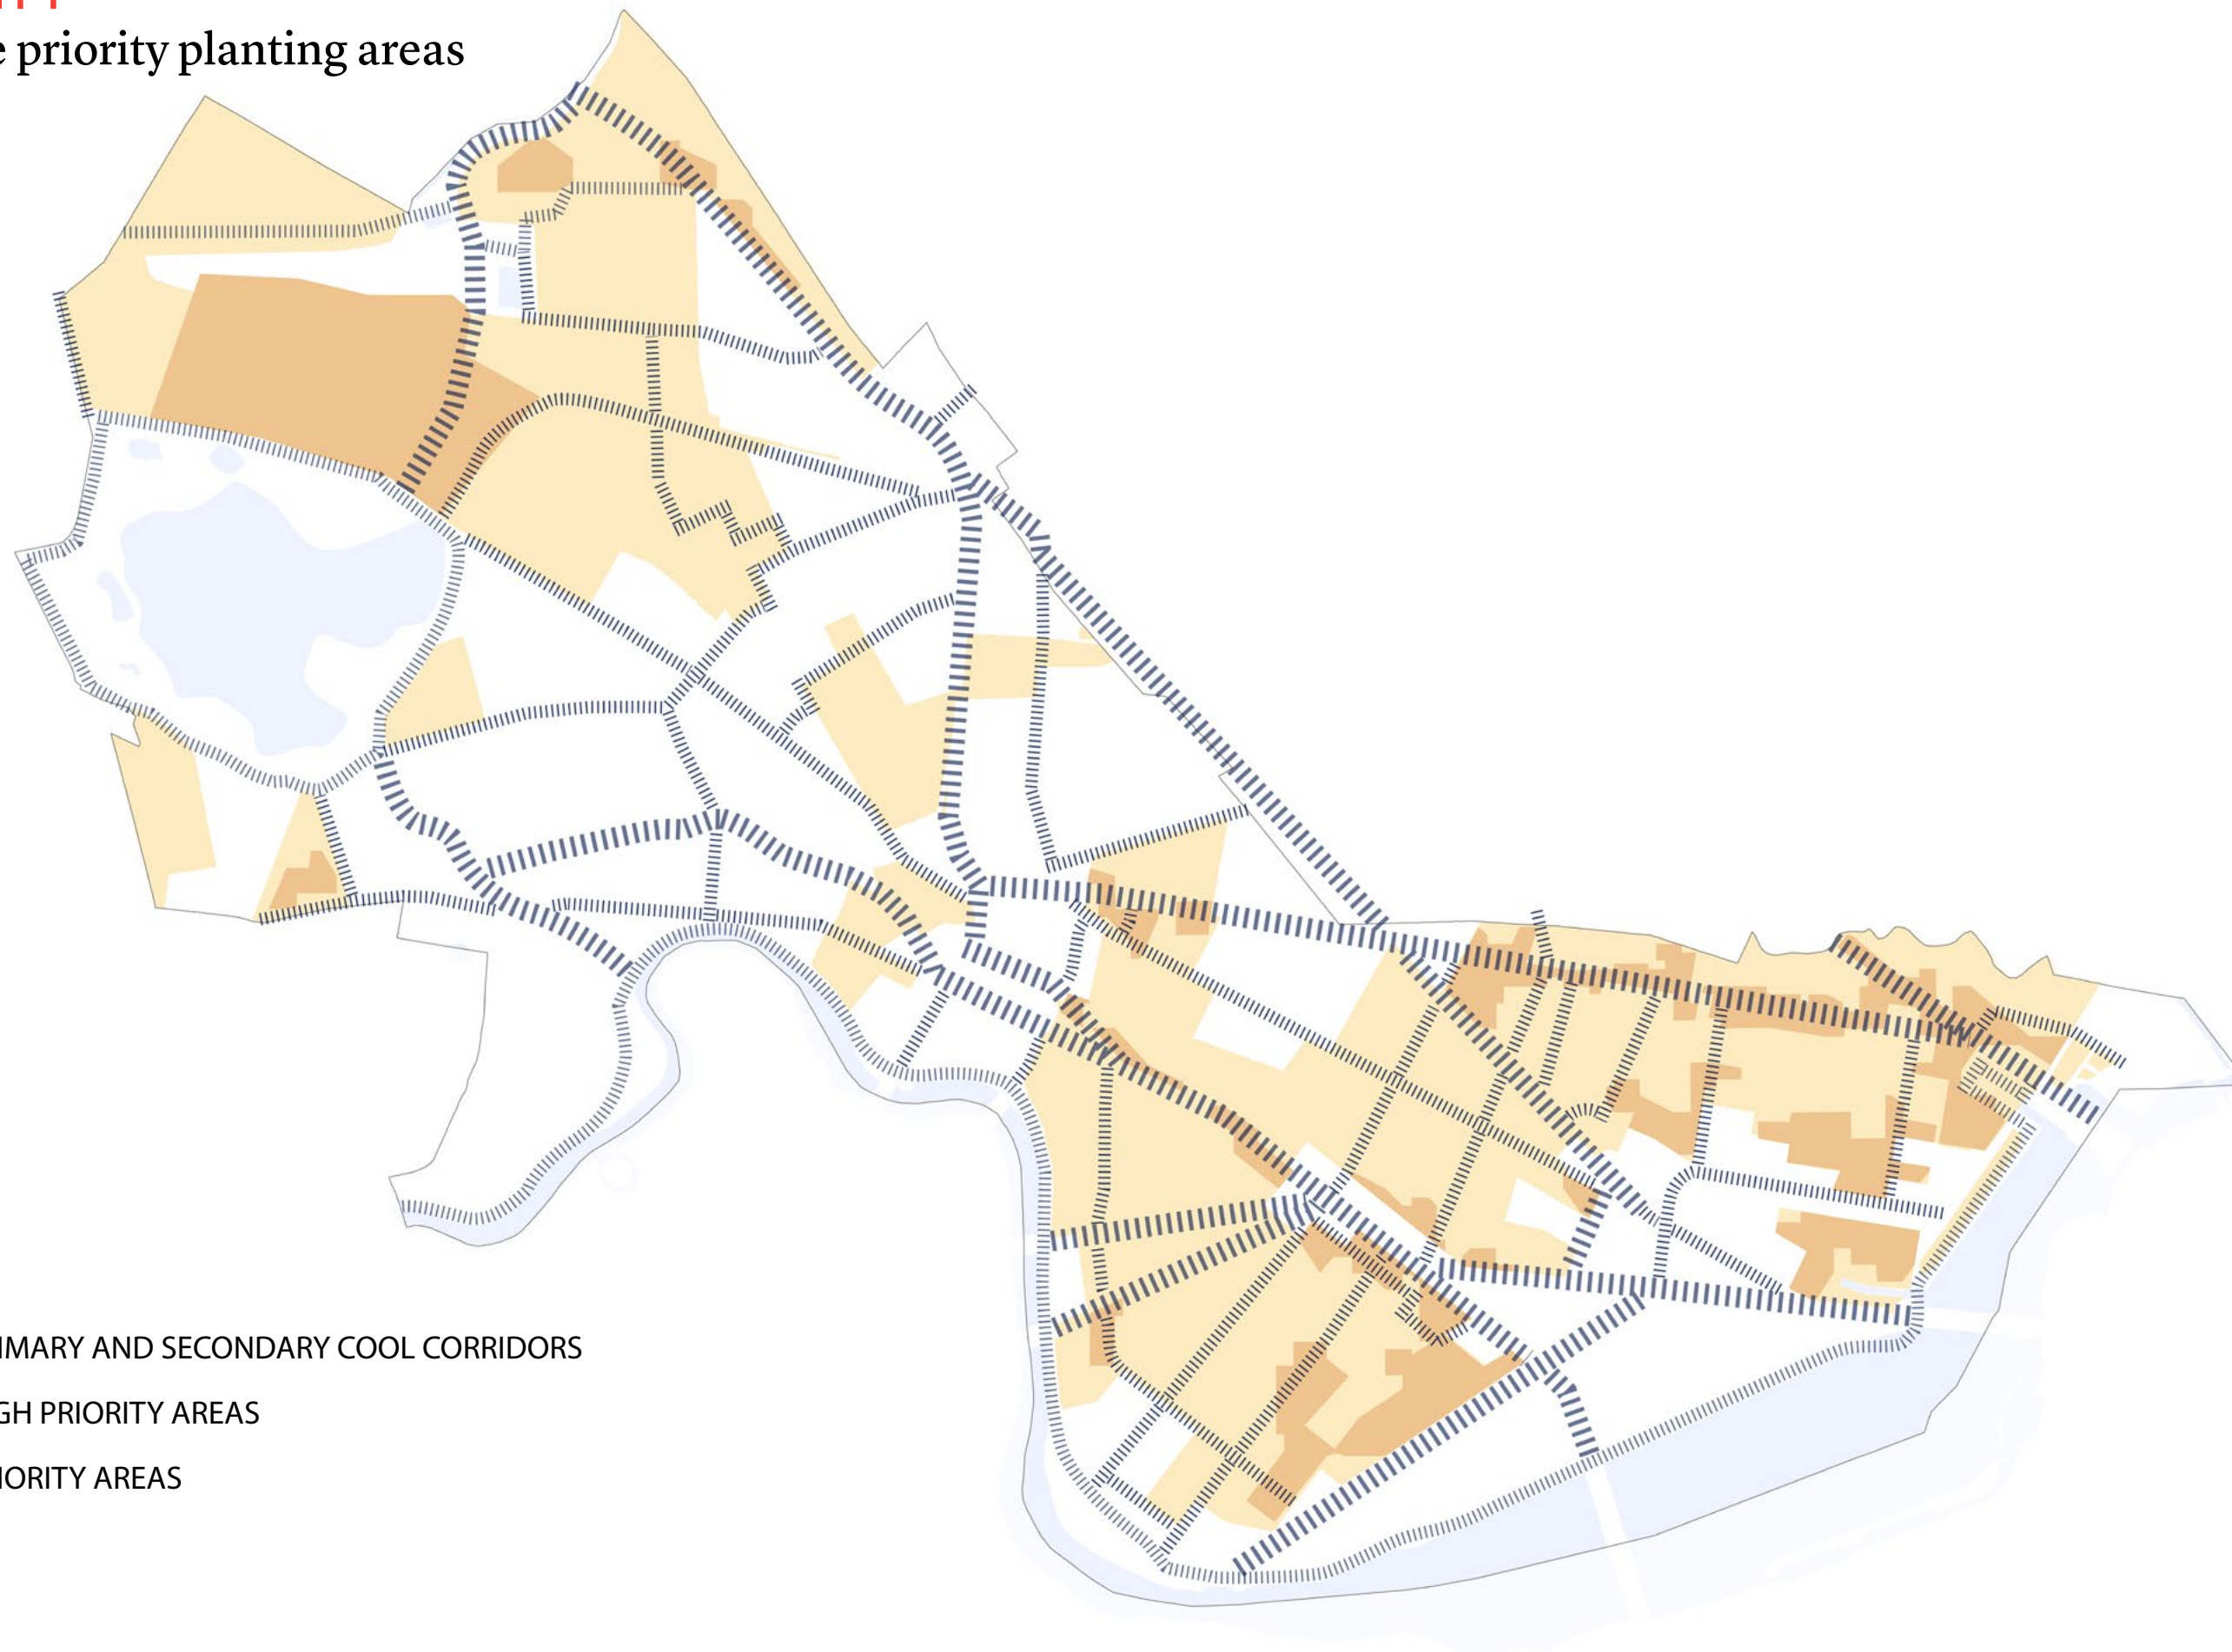 priority planting areas
IMARY AND SECONDARY COOL CORRIDORS
GH PRIORITY AREAS
IORITY AREAS